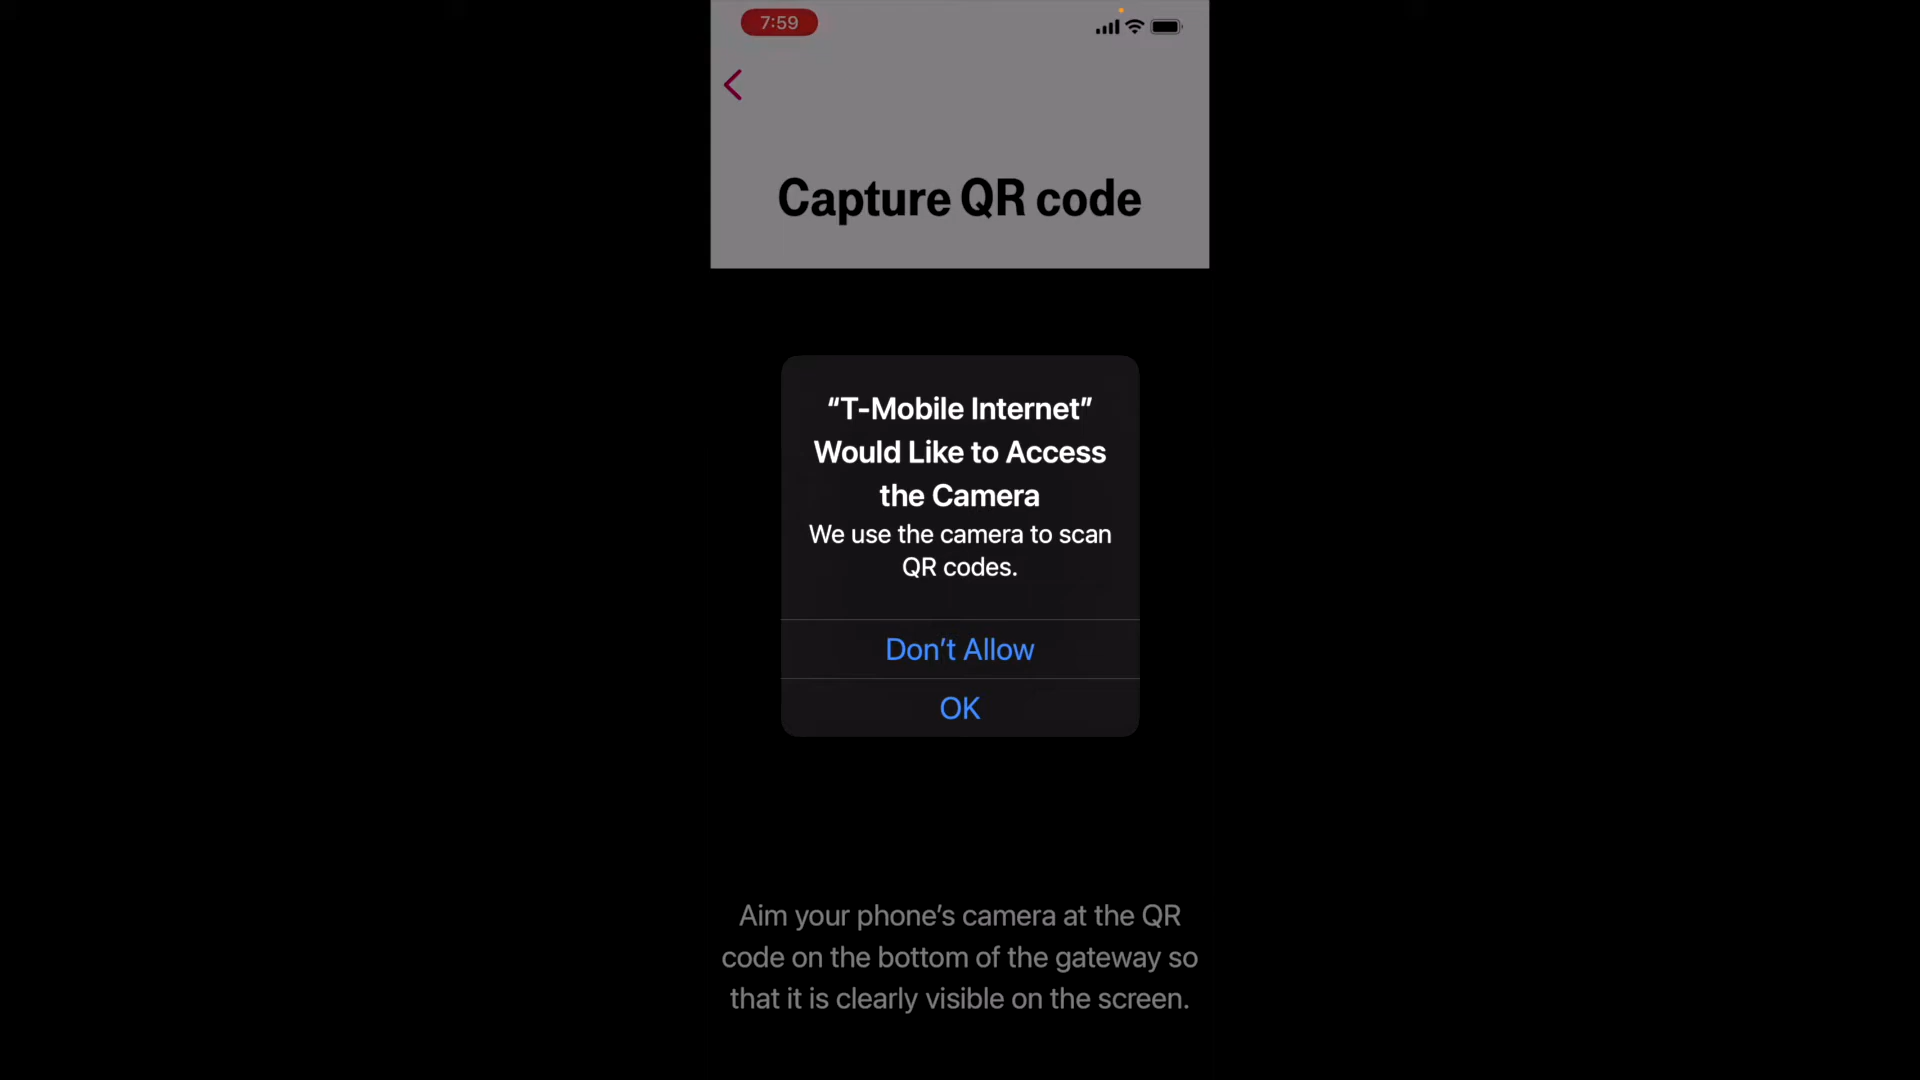 7:59
Capture QR code
“T-Mobile Internet”
Would Like to Access
the Camera
We use the camera to scan
QR codes.
Don’t Allow
OK
Aim your phone’s camera at the QR
code on the bottom of the gateway so
that it is clearly visible on the screen.